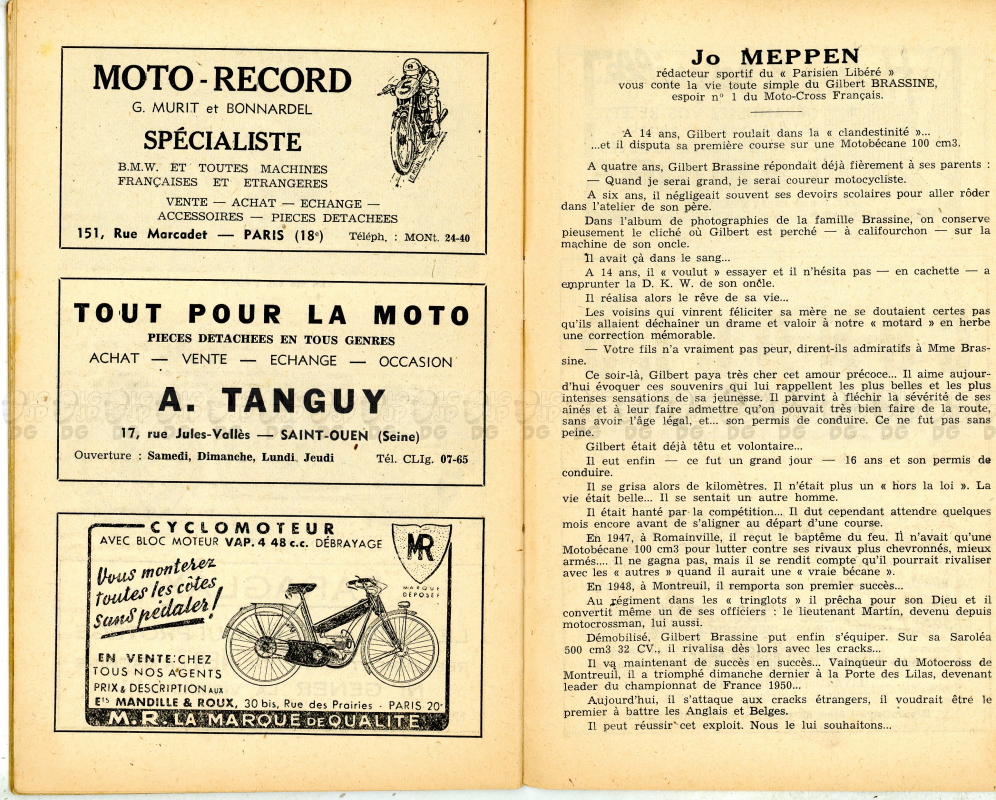 MOTO-RECORD
G. MURIT et BONNARDEL
SPÉCIALISTE
B.M.W. ET TOUTES MACHINES
FRANÇAISES ET ETRANGERES
VENTE — ACHAT — ECHANGE —
ACCESSOIRES — PIECES DETACHEES
151, Rue Marcadet — PARIS (18e) Téléph. : MONt. 24-40
TOUT POUR LA MOTO
PIECES DETACHEES EN TOUS GENRES
ACHAT — VENTE — ECHANGE — OCCASION
A. TANGUY
17, rue Jules-Vallès — SAINT-OUEN (Seine)
Ouverture : Samedi, Dimanche, Lundi, Jeudi Tél. CLIg. 07-65
CYCLOMOTEUR
AVEC BLOC MOTEUR VAP. 4 48 c.c. DÉBRAYAGE
MR
MARQUE
DÉPOSÉE
Vous monterez
toutes les côtes
sans pédaler !
EN VENTE CHEZ
TOUS NOS AGENTS
PRIX & DESCRIPTION AUX
Ets MANDILLE & ROUX, 30 bis, Rue des Prairies - PARIS 20e
M.R. LA MARQUE DE QUALITÉ
Jo MEPPEN
rédacteur sportif du « Parisien Libéré »
vous conte la vie toute simple du Gilbert BRASSINE,
espoir n° 1 du Moto-Cross Français.
A 14 ans, Gilbert roulait dans la « clandestinité »...
...et il disputa sa première course sur une Motobécane 100 cm3.
A quatre ans, Gilbert Brassine répondait déjà fièrement à ses parents :
— Quand je serai grand, je serai coureur motocycliste.
A six ans, il négligeait souvent ses devoirs scolaires pour aller rôder
dans l'atelier de son père.
Dans l'album de photographies de la famille Brassine, on conserve
pieusement le cliché où Gilbert est perché — à califourchon — sur la
machine de son oncle.
Il avait çà dans le sang...
A 14 ans, il « voulut » essayer et il n'hésita pas — en cachette — a
emprunter la D. K. W. de son oncle.
Il réalisa alors le rêve de sa vie...
Les voisins qui vinrent féliciter sa mère ne se doutaient certes pas
qu'ils allaient déchainer un drame et valoir à notre « motard » en herbe
une correction mémorable.
— Votre fils n'a vraiment pas peur, dirent-ils admiratifs à Mme Bras-
sine.
Ce soir-là, Gilbert paya très cher cet amour précoce... Il aime aujour-
d'hui évoquer ces souvenirs qui lui rappellent les plus belles et les plus
intenses sensations de sa jeunesse. Il parvint à fléchir la sévérité de ses
aînés et à leur faire admettre qu'on pouvait très bien faire de la route,
sans avoir l'âge légal, et... son permis de conduire. Ce ne fut pas sans
peine.
Gilbert était déjà têtu et volontaire...
Il eut enfin — ce fut un grand jour — 16 ans et son permis de
conduire.
Il se grisa alors de kilomètres. Il n'était plus un « hors la loi ». La
vie était belle... Il se sentait un autre homme.
Il était hanté par la compétition... Il dut cependant attendre quelques
mois encore avant de s'aligner au départ d'une course.
En 1947, à Romainville, il reçut le baptême du feu. Il n'avait qu'une
Motobécane 100 cm3 pour lutter contre ses rivaux plus chevronnés, mieux
armés.... Il ne gagna pas, mais il se rendit compte qu'il pourrait rivaliser
avec les « autres » quand il aurait une « vraie bécane ».
En 1948, à Montreuil, il remporta son premier succès...
Au régiment dans les « tringlots » il prêcha pour son Dieu et il
convertit même un de ses officiers : le lieutenant Martin, devenu depuis
motocrossman, lui aussi.
Démobilisé, Gilbert Brassine put enfin s'équiper. Sur sa Saroléa
500 cm3 32 CV., il rivalisa dès lors avec les cracks...
Il va maintenant de succès en succès... Vainqueur du Motocross de
Montreuil, il a triomphé dimanche dernier à la Porte des Lilas, devenant
leader du championnat de France 1950...
Aujourd'hui, il s'attaque aux cracks étrangers, il voudrait être le
premier à battre les Anglais et Belges.
Il peut réussir cet exploit. Nous le lui souhaitons...